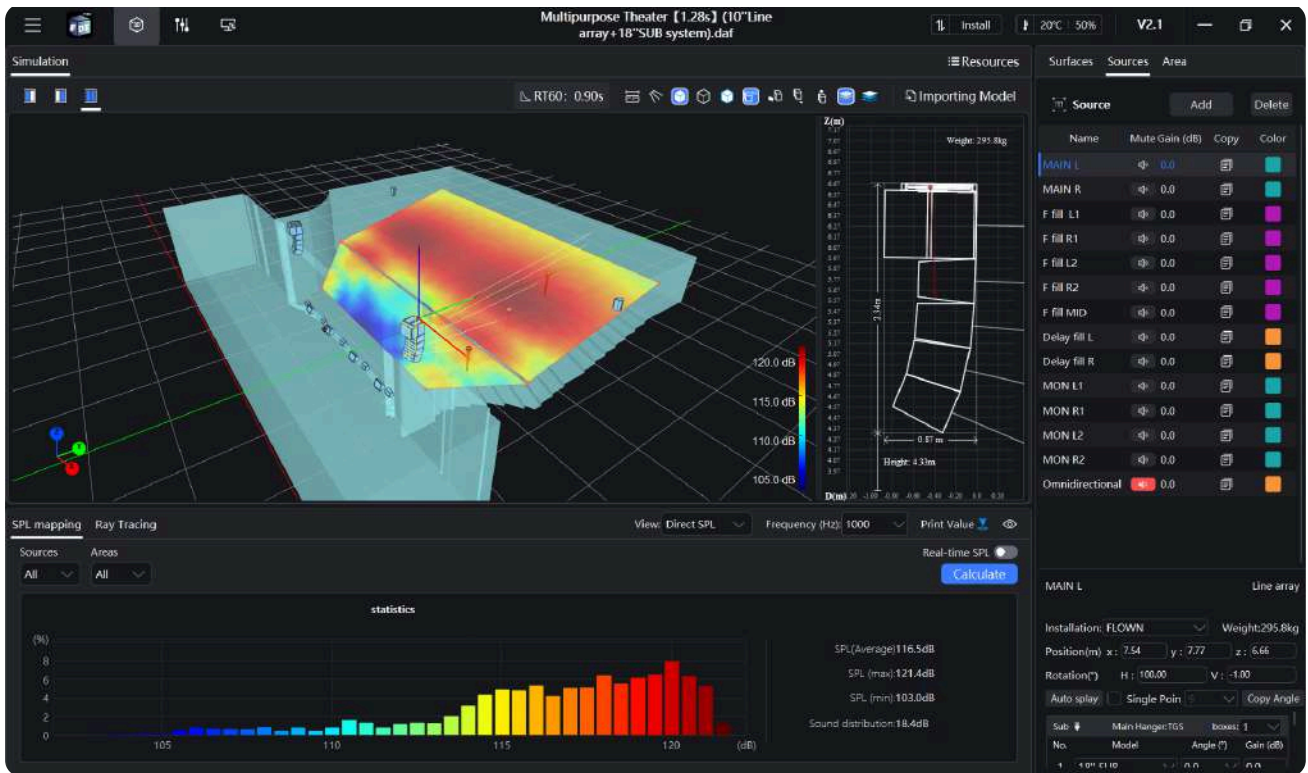 Multipurpose Theater【1.28s】(10"Line
array+18"SUB system).daf
Install
20°C 50%
V2.1
Simulation
Resources
Surfaces Sources Area
RT60: 0.90s
Importing Model
Source Add Delete
Name Mute Gain (dB) Copy Color
MAIN L 0.0
MAIN R 0.0
F fill L1 0.0
F fill R1 0.0
F fill L2 0.0
F fill R2 0.0
F fill MID 0.0
Delay fill L 0.0
Delay fill R 0.0
MON L1 0.0
MON R1 0.0
MON L2 0.0
MON R2 0.0
Omnidirectional 0.0
Z(m)
Weight: 295.8kg
2.34m
0.87 m
Height: 4.33m
D(m)
120.0 dB
115.0 dB
110.0 dB
105.0 dB
SPL mapping Ray Tracing
View: Direct SPL Frequency (Hz): 1000 Print Value
Sources Areas
All All
Real-time SPL
Calculate
statistics
(%)
8
6
4
2
0
105 110 115 120 (dB)
SPL(Average) 116.5dB
SPL (max): 121.4dB
SPL (min): 103.0dB
Sound distribution: 18.4dB
MAIN L Line array
Installation: FLOWN Weight:295.8kg
Position(m) x: 7.54 y: 7.77 z: 6.66
Rotation(°) H: 100.00 V: -1.00
Auto splay Single Poin Copy Angle
Sub Main Hanger:TGS boxes: 1
No. Model Angle (°) Gain (dB)
1 18" SUB 0.0 0.0